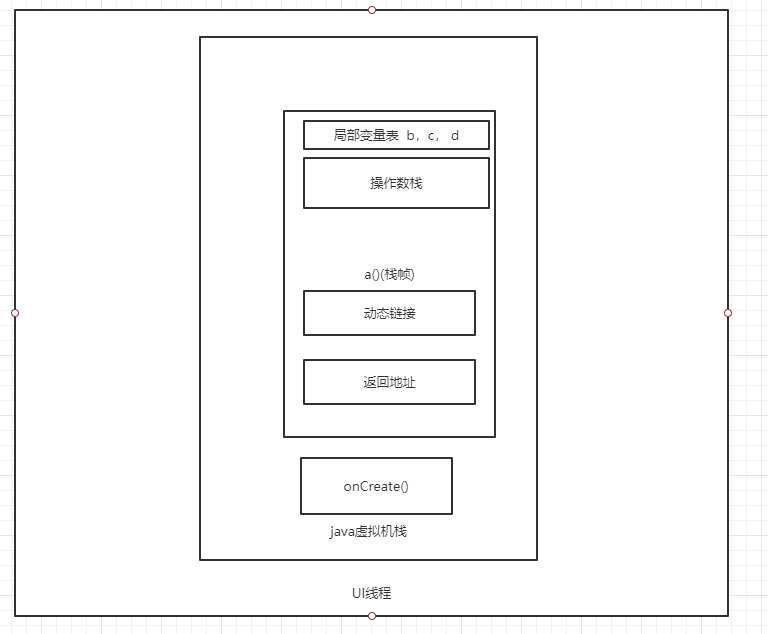 局部变量表 b，c， d
操作数栈
a()(栈帧)
动态链接
返回地址
onCreate()
java虚拟机栈
UI线程